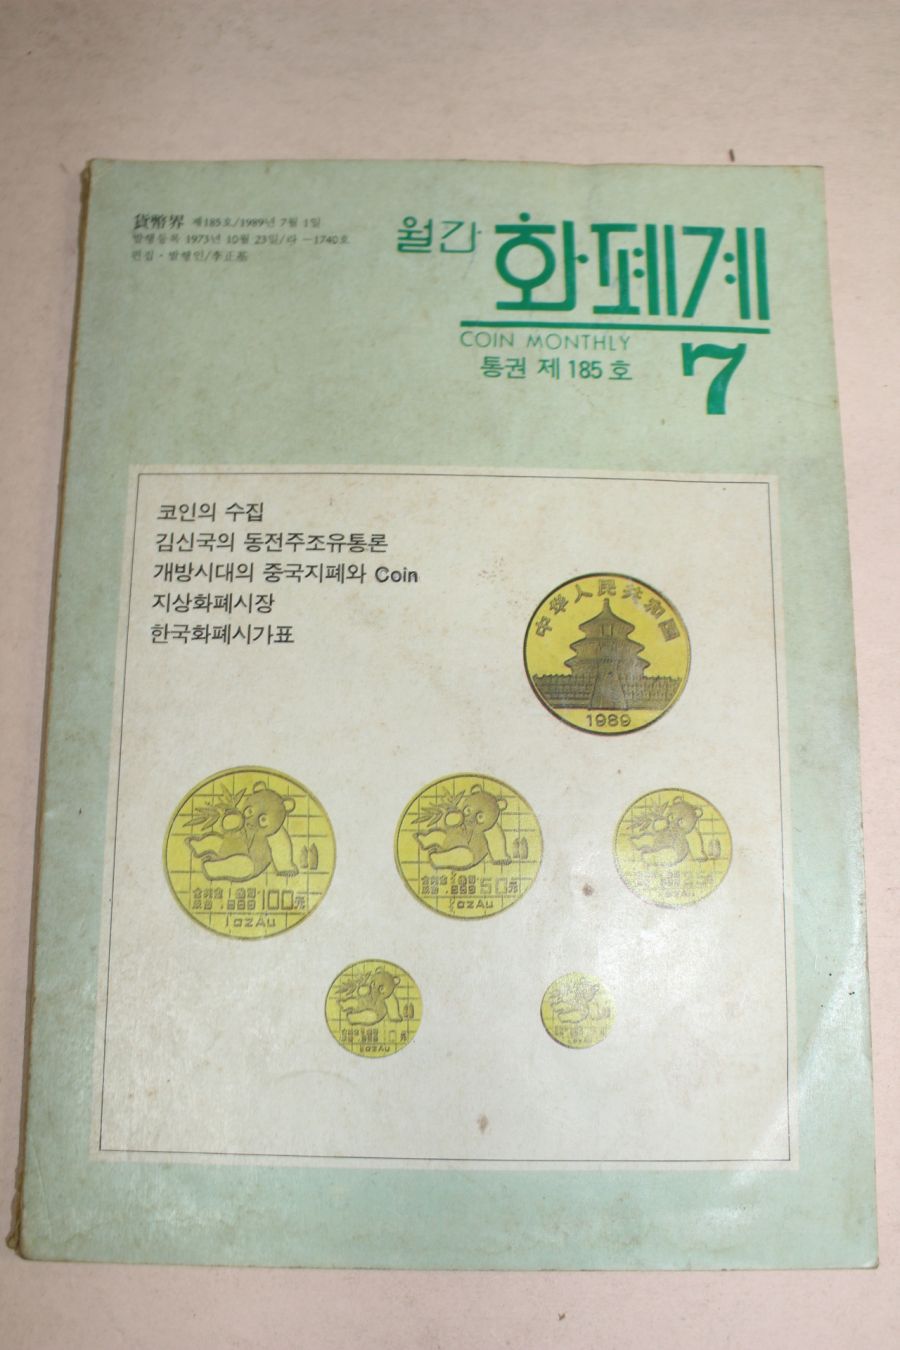 貨幣界 제185호/1989년 7월 1일
발행등록 1973년 10월 23일/라-1740호
편집·발행인/李正基
월간 화폐계
COIN MONTHLY
통권 제185호
7
코인의 수집
김신국의 동전주조유통론
개방시대의 중국지폐와 Coin
지상화폐시장
한국화폐시가표
中华人民共和国
1989
100元
.999
1ozAu
50元
.999
ozAu
10元